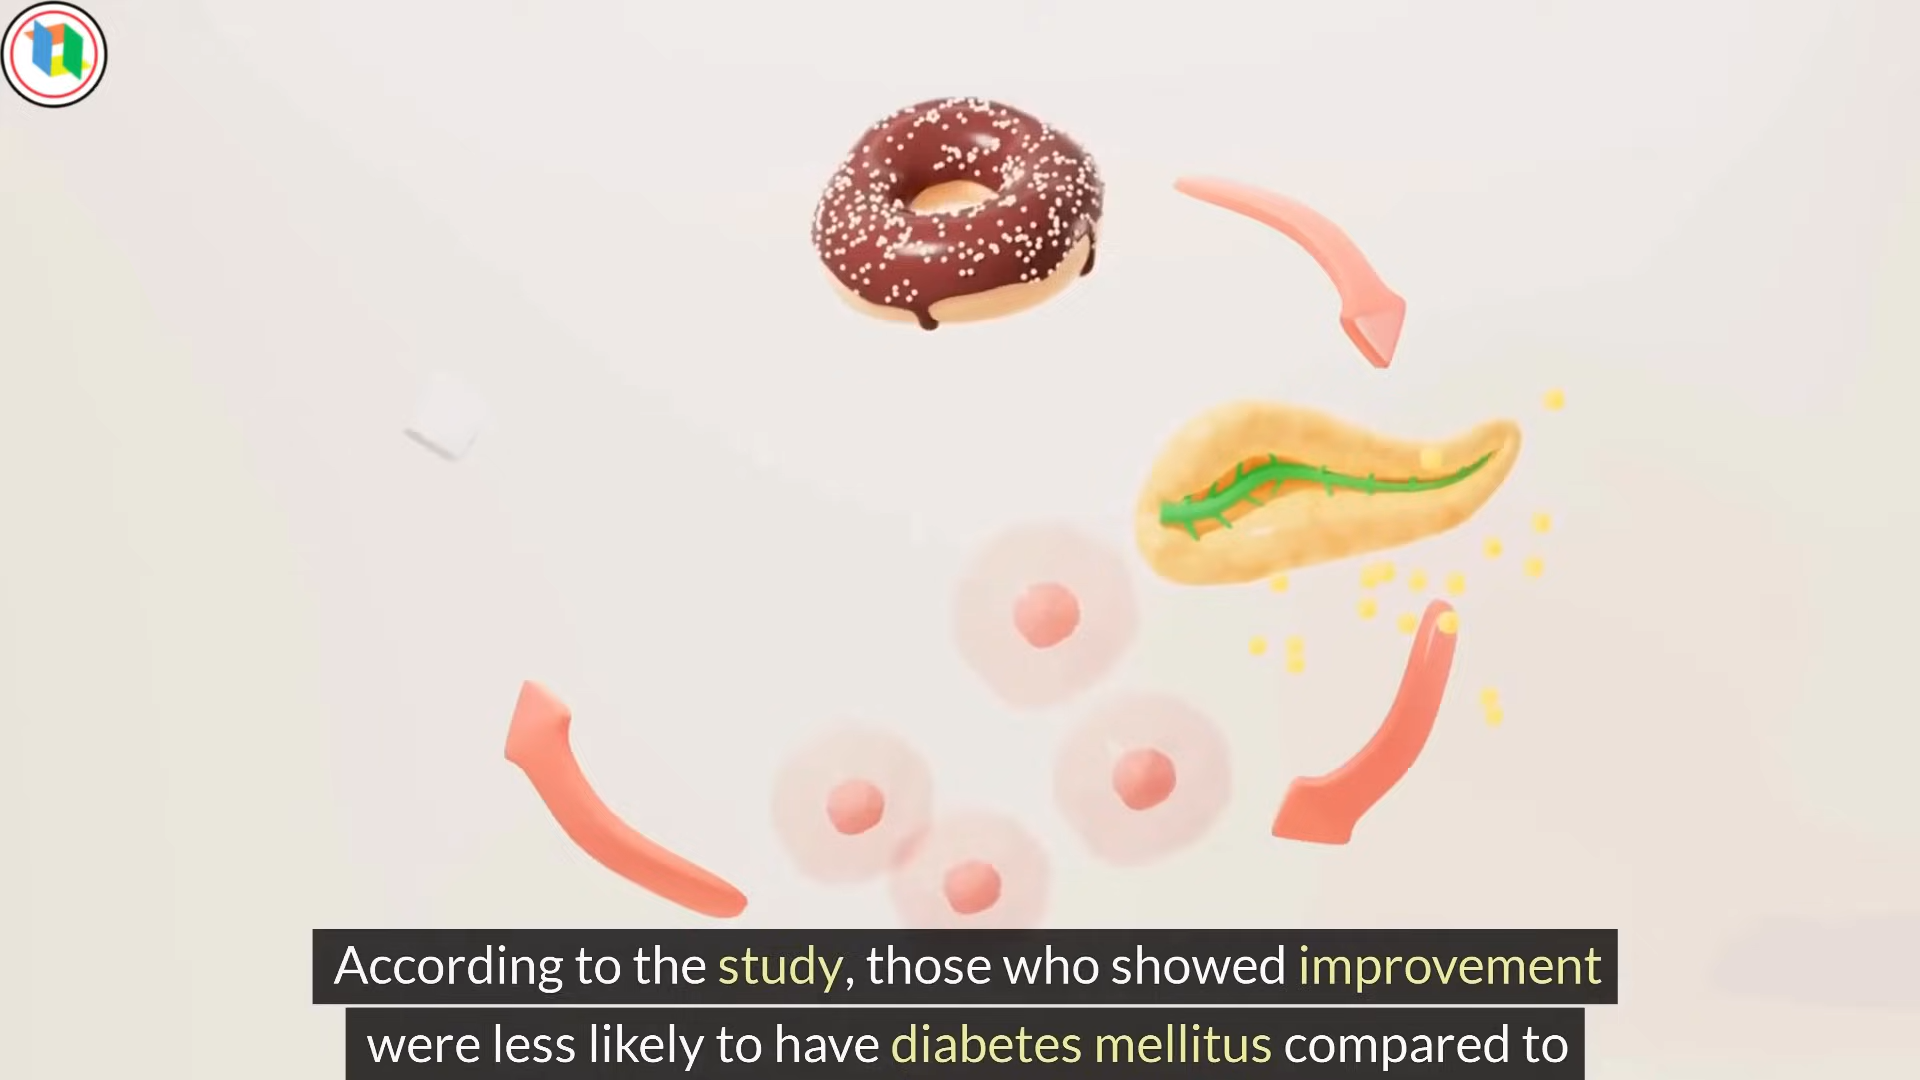 According to the study, those who showed improvement
were less likely to have diabetes mellitus compared to